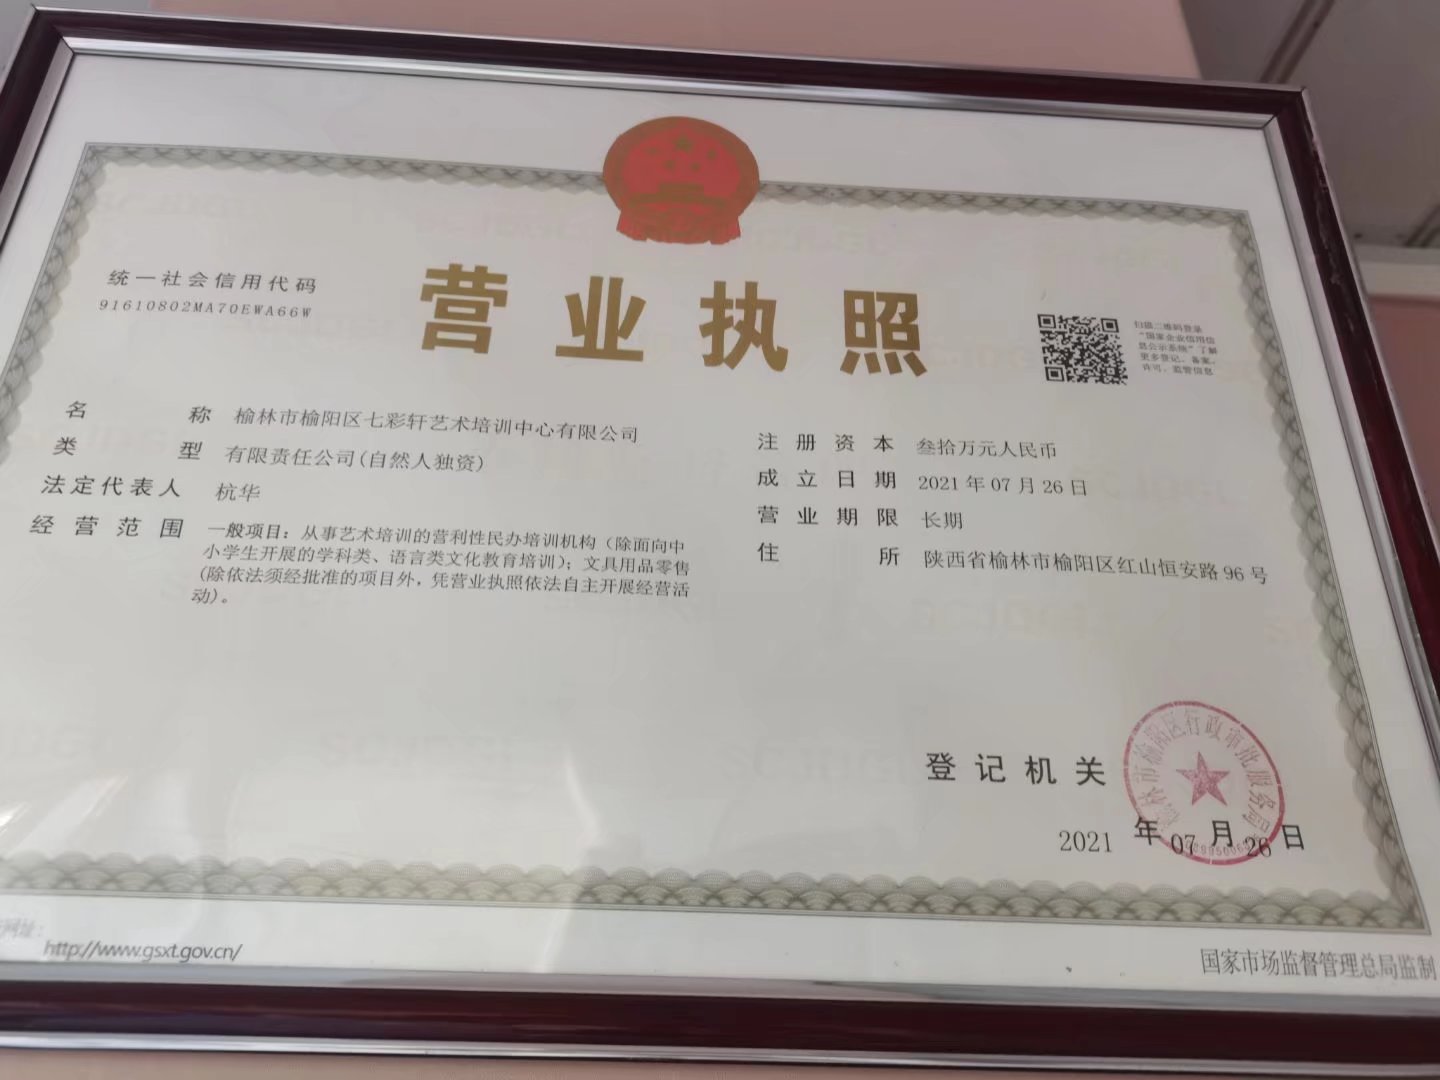 统一社会信用代码
91610802MA70EWA66W
营业执照
扫描二维码登录
“国家企业信用信
息公示系统”了解
更多登记、备案、
许可、监管信息
名 称 榆林市榆阳区七彩轩艺术培训中心有限公司
类 型 有限责任公司(自然人独资)
法定代表人 杭华
经营范围 一般项目：从事艺术培训的营利性民办培训机构（除面向中
小学生开展的学科类、语言类文化教育培训）；文具用品零售
(除依法须经批准的项目外，凭营业执照依法自主开展经营活
动)。
注册资本 叁拾万元人民币
成立日期 2021年07月26日
营业期限 长期
住 所 陕西省榆林市榆阳区红山恒安路96号
登记机关
榆林市榆阳区行政审批服务局
2021年07月26日
http://www.gsxt.gov.cn/
国家市场监督管理总局监制